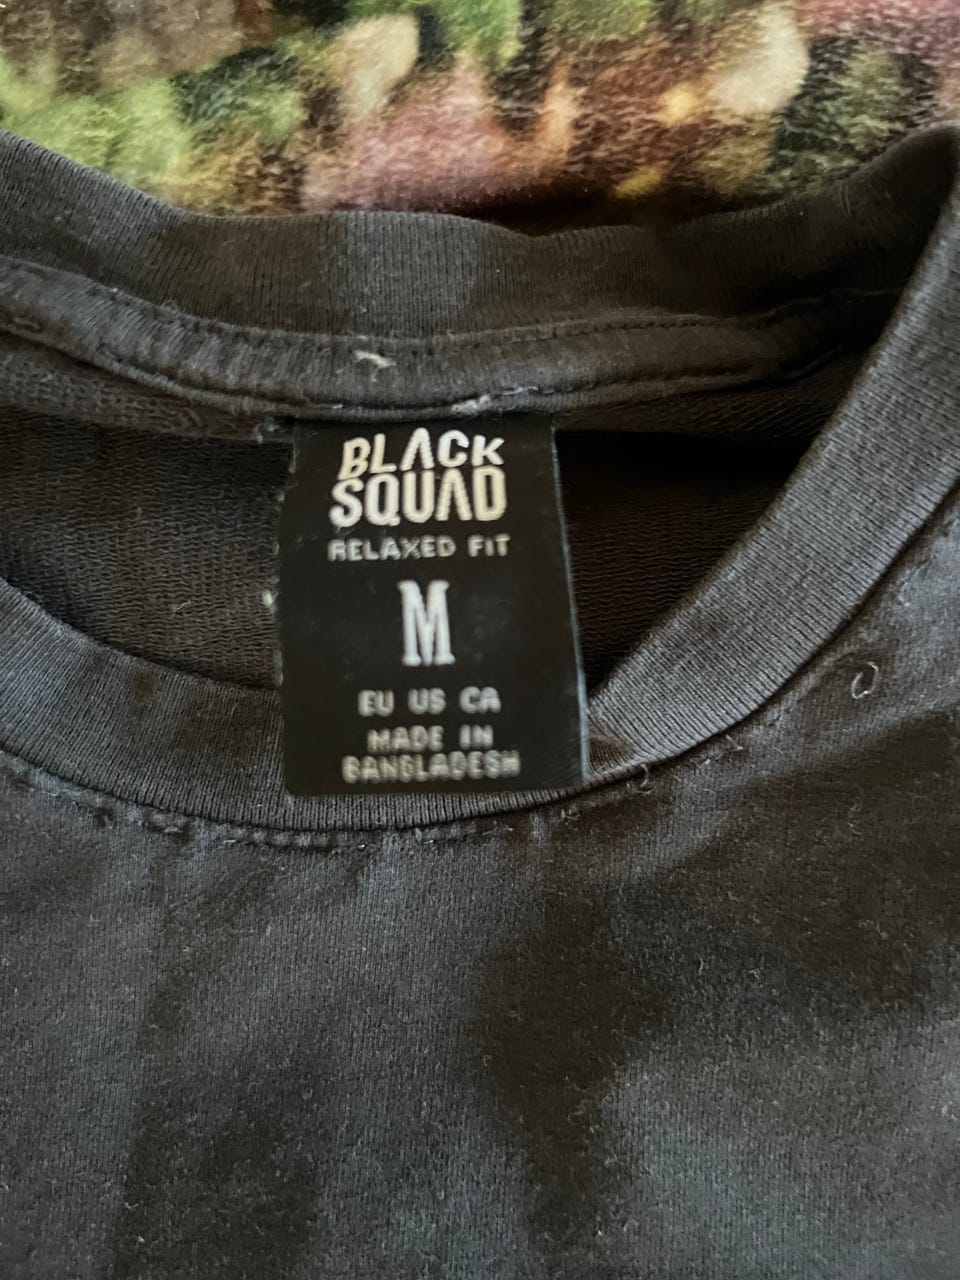 BLACK
SQUAD
RELAXED FIT
M
EU US CA
MADE IN
BANGLADESH